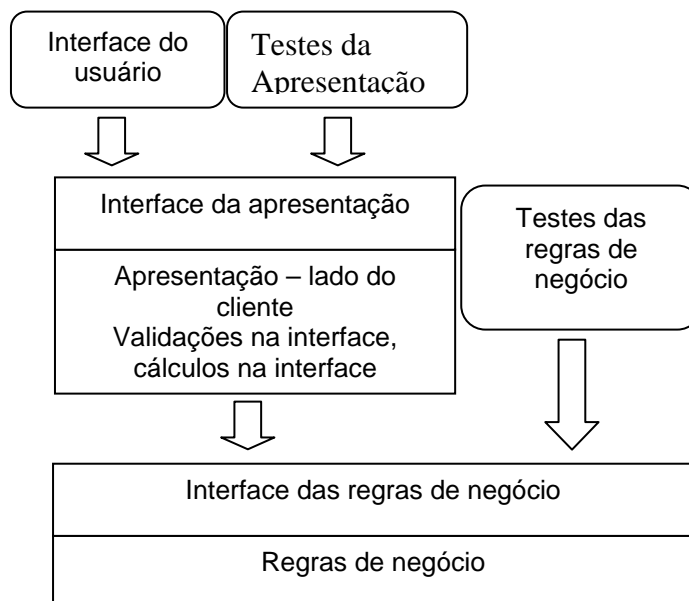 Interface do
usuário
Testes da
Apresentação
Interface da apresentação
Apresentação – lado do
cliente
Validações na interface,
cálculos na interface
Testes das
regras de
negócio
Interface das regras de negócio
Regras de negócio